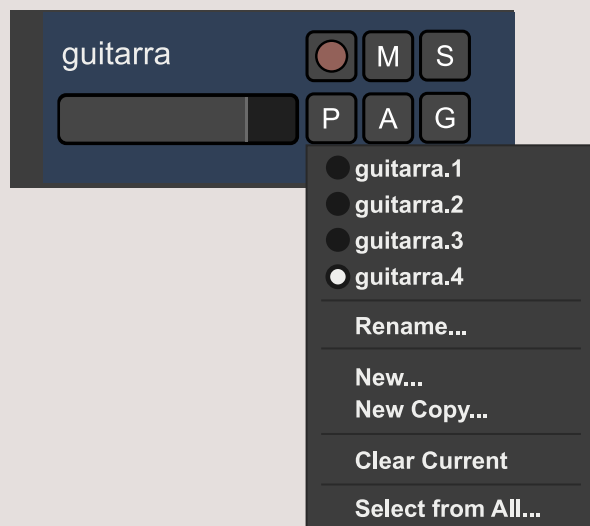 guitarra
M S
P A G
guitarra.1
guitarra.2
guitarra.3
guitarra.4
Rename...
New...
New Copy...
Clear Current
Select from All...